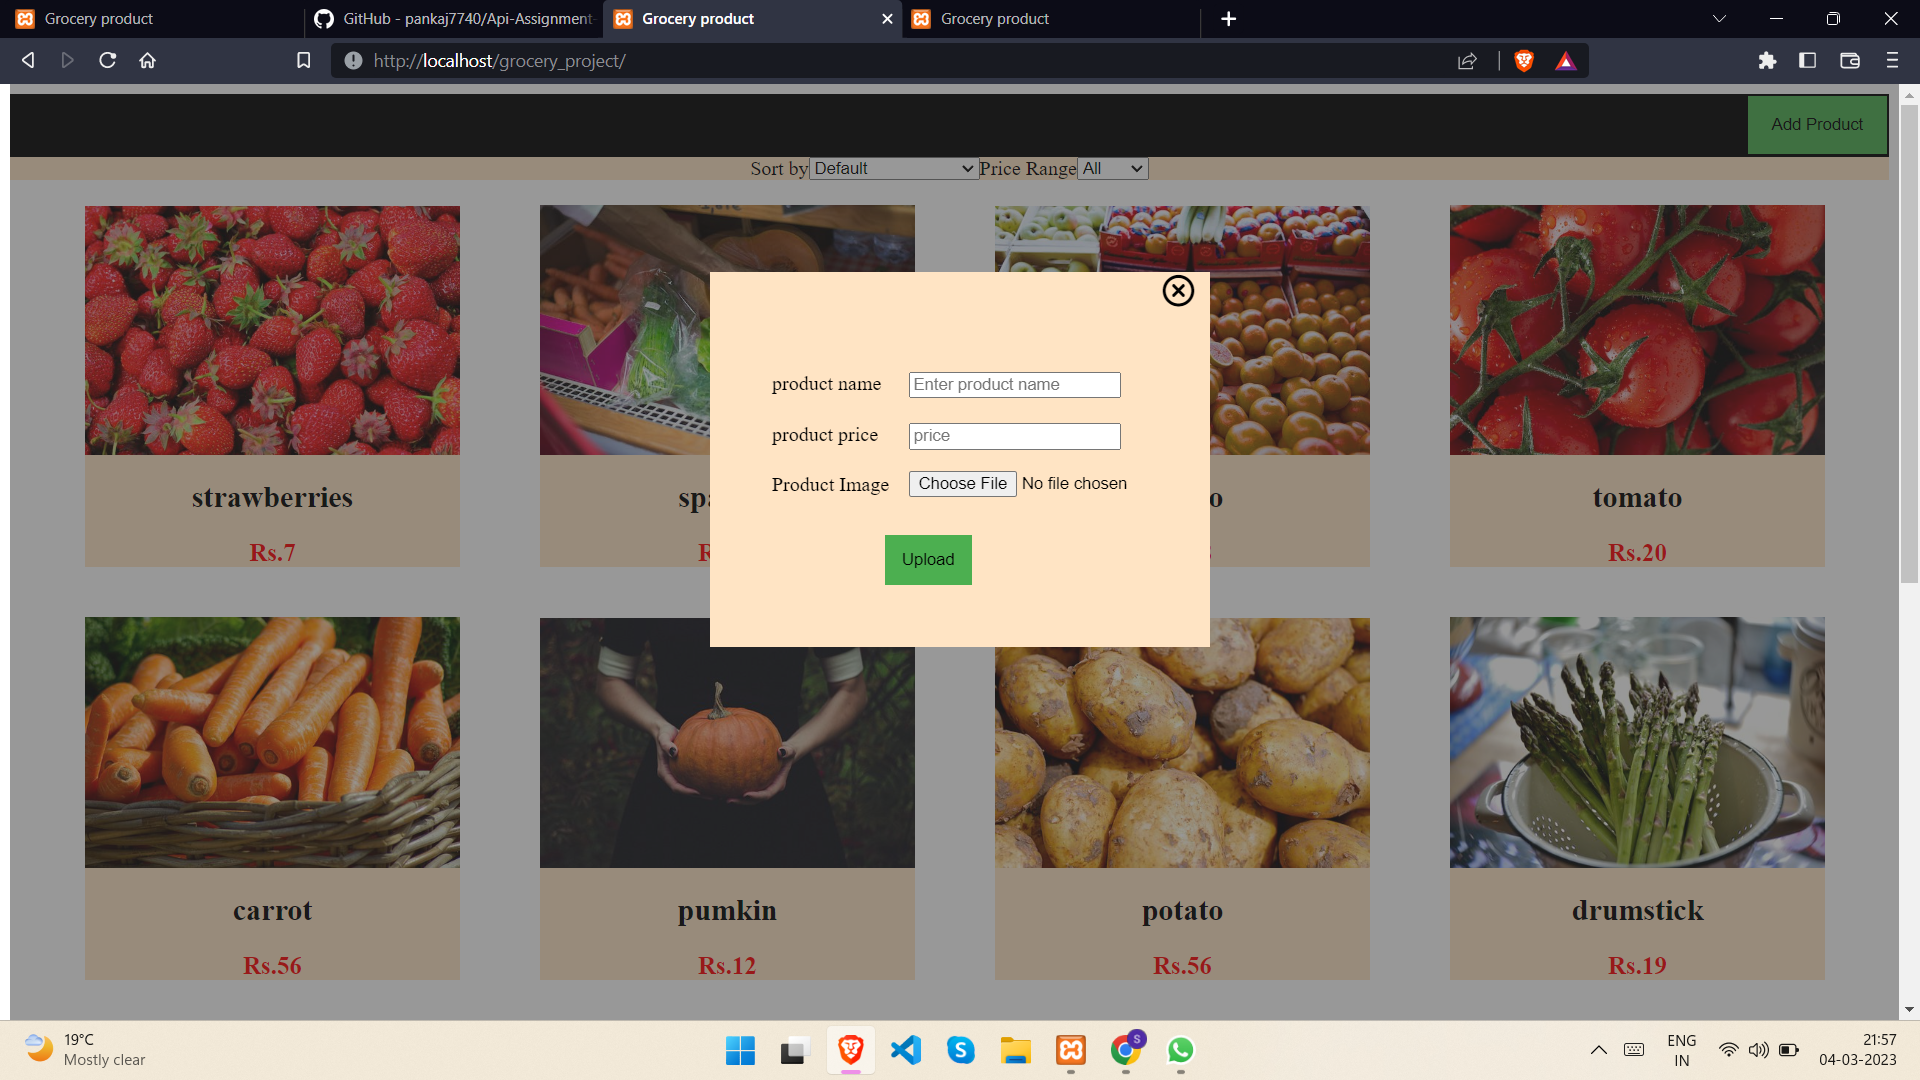 Grocery product
GitHub - pankaj7740/Api-Assignment-
Grocery product
Grocery product
http://localhost/grocery_project/
Add Product
Sort by Default Price Range All
product name Enter product name
product price price
Product Image Choose File No file chosen
Upload
strawberries
tomato
Rs.7
Rs.20
carrot
pumkin
potato
drumstick
Rs.56
Rs.12
Rs.56
Rs.19
19°C
Mostly clear
S
ENG
IN
21:57
04-03-2023